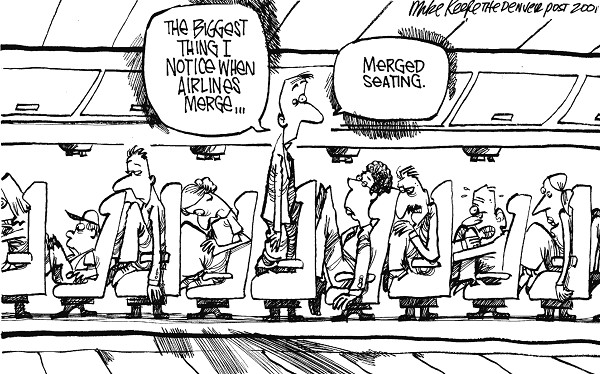 Mike Keefe THE DENVER POST 2001
THE BIGGEST
THING I
NOTICE WHEN
AIRLINES
MERGE...
MERGED
SEATING.